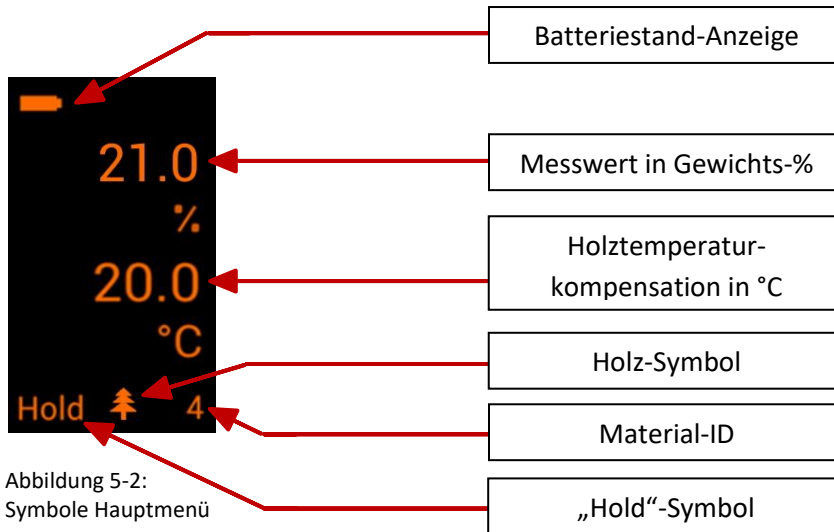 Batteriestand-Anzeige
21.0
Messwert in Gewichts-%
%
Holztemperatur-
kompensation in °C
20.0
°C
Holz-Symbol
Hold
4
Material-ID
Abbildung 5-2:
Symbole Hauptmenü
„Hold“-Symbol